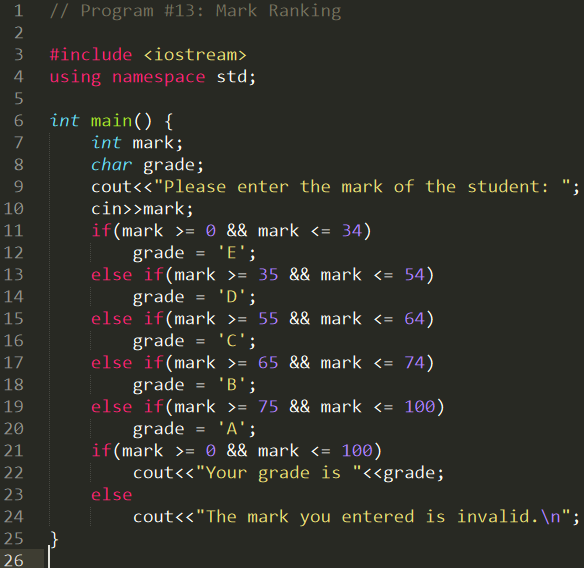 1 // Program #13: Mark Ranking
2
3 #include <iostream>
4 using namespace std;
5
6 int main() {
7     int mark;
8     char grade;
9     cout<<"Please enter the mark of the student: ";
10     cin>>mark;
11     if(mark >= 0 && mark <= 34)
12         grade = 'E';
13     else if(mark >= 35 && mark <= 54)
14         grade = 'D';
15     else if(mark >= 55 && mark <= 64)
16         grade = 'C';
17     else if(mark >= 65 && mark <= 74)
18         grade = 'B';
19     else if(mark >= 75 && mark <= 100)
20         grade = 'A';
21     if(mark >= 0 && mark <= 100)
22         cout<<"Your grade is "<<grade;
23     else
24         cout<<"The mark you entered is invalid.\n";
25 }
26